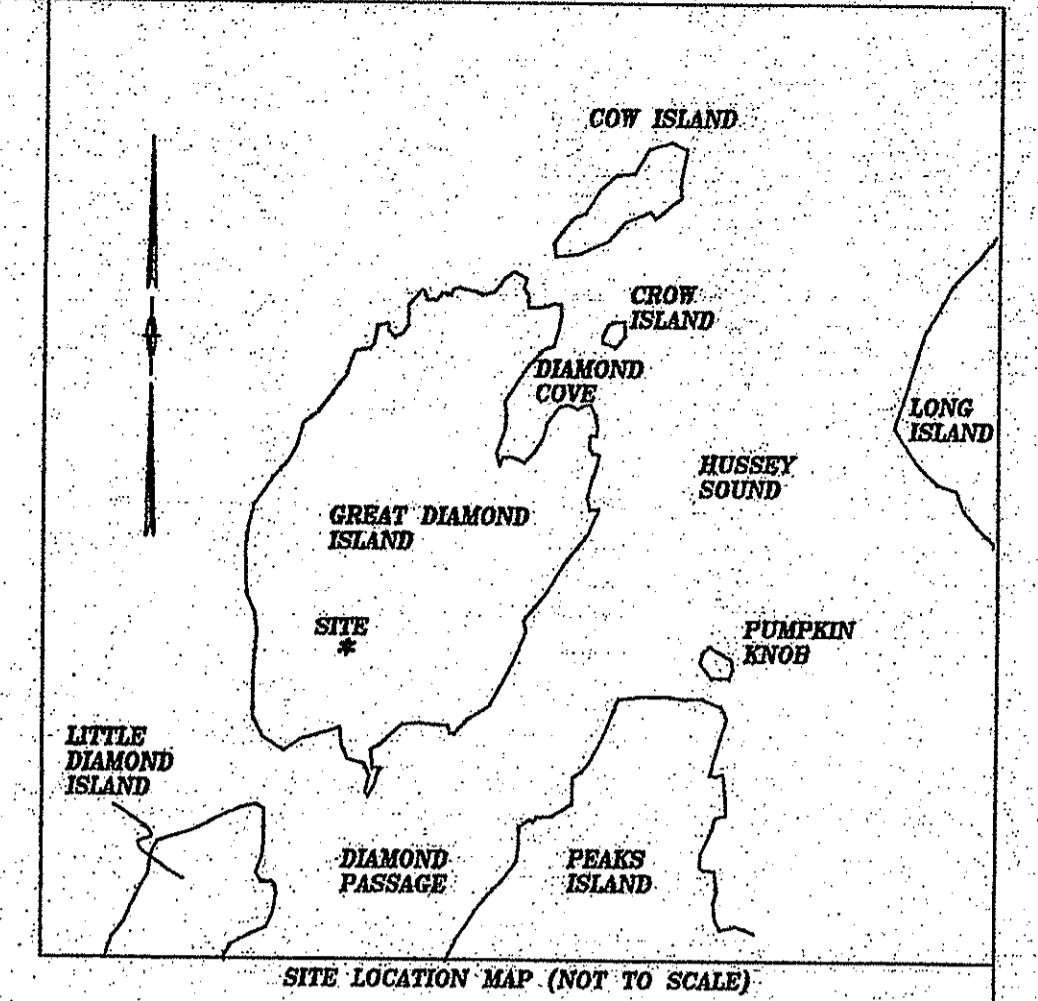 COW ISLAND
CROW
ISLAND
DIAMOND
COVE
LONG
ISLAND
HUSSEY
SOUND
GREAT DIAMOND
ISLAND
SITE
*
PUMPKIN
KNOB
LITTLE
DIAMOND
ISLAND
DIAMOND
PASSAGE
PEAKS
ISLAND
SITE LOCATION MAP (NOT TO SCALE)